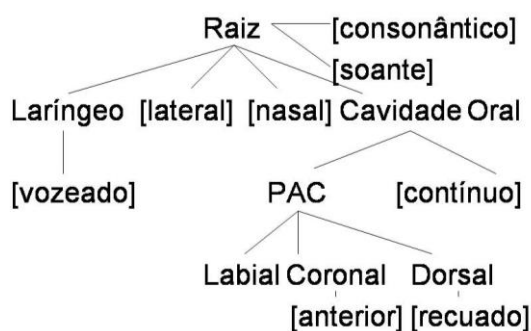 Raiz [consonântico]
[soante]
Laríngeo [lateral] [nasal] Cavidade Oral
[vozeado] PAC [contínuo]
Labial Coronal Dorsal
[anterior] [recuado]